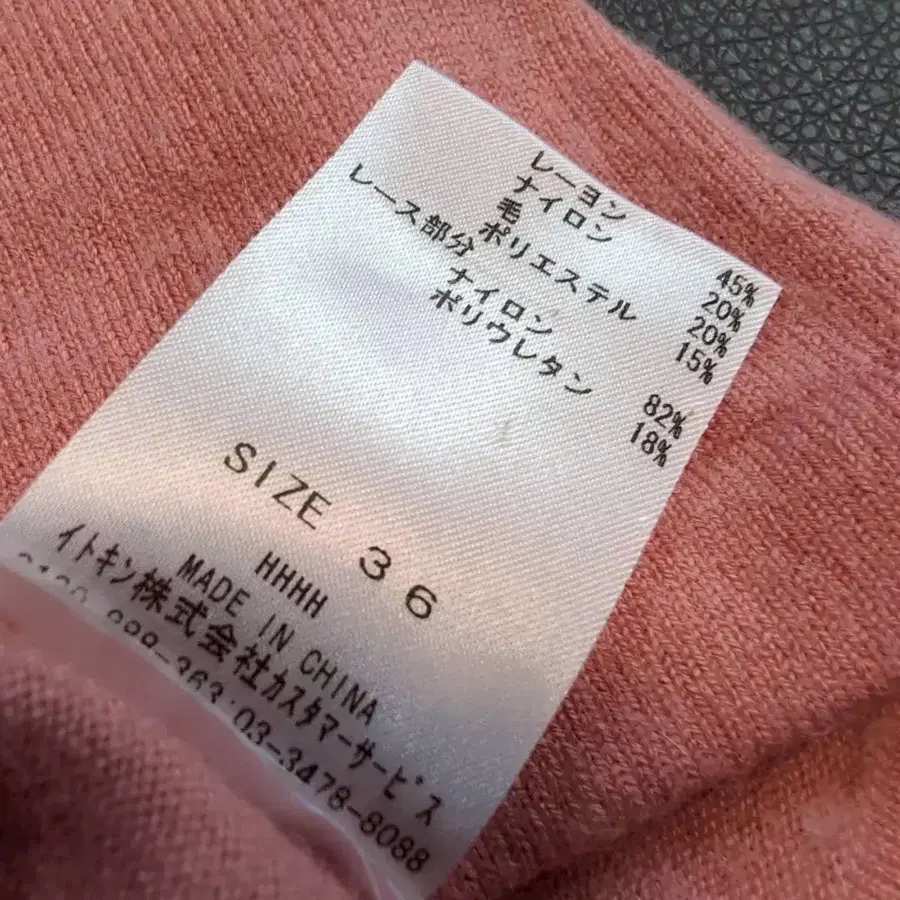 レーヨン 45%
ナイロン 20%
毛 20%
ポリエステル 15%
レース部分
ナイロン 82%
ポリウレタン 18%
SIZE 36
HHHH
MADE IN CHINA
イトキン株式会社カスタマーサービス
888-363 03-3478-8088